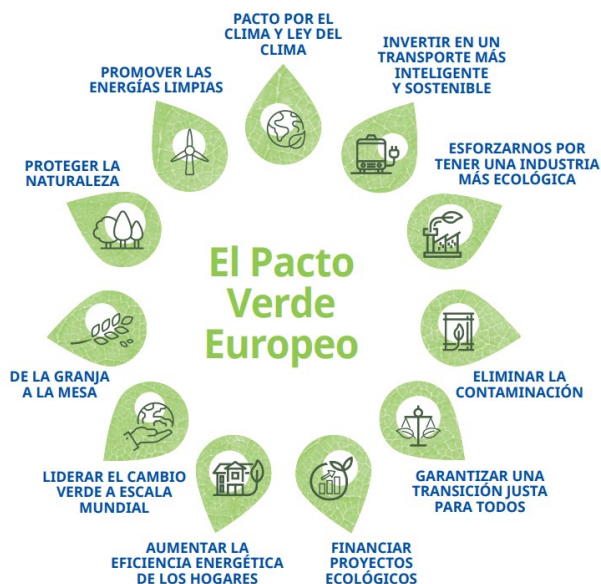 PACTO POR EL
CLIMA Y LEY DEL
CLIMA
INVERTIR EN UN
TRANSPORTE MÁS
INTELIGENTE
Y SOSTENIBLE
ESFORZARNOS POR
TENER UNA INDUSTRIA
MÁS ECOLÓGICA
ELIMINAR LA
CONTAMINACIÓN
GARANTIZAR UNA
TRANSICIÓN JUSTA
PARA TODOS
FINANCIAR
PROYECTOS
ECOLÓGICOS
AUMENTAR LA
EFICIENCIA ENERGÉTICA
DE LOS HOGARES
LIDERAR EL CAMBIO
VERDE A ESCALA
MUNDIAL
DE LA GRANJA
A LA MESA
PROTEGER LA
NATURALEZA
PROMOVER LAS
ENERGÍAS LIMPIAS
El Pacto
Verde
Europeo